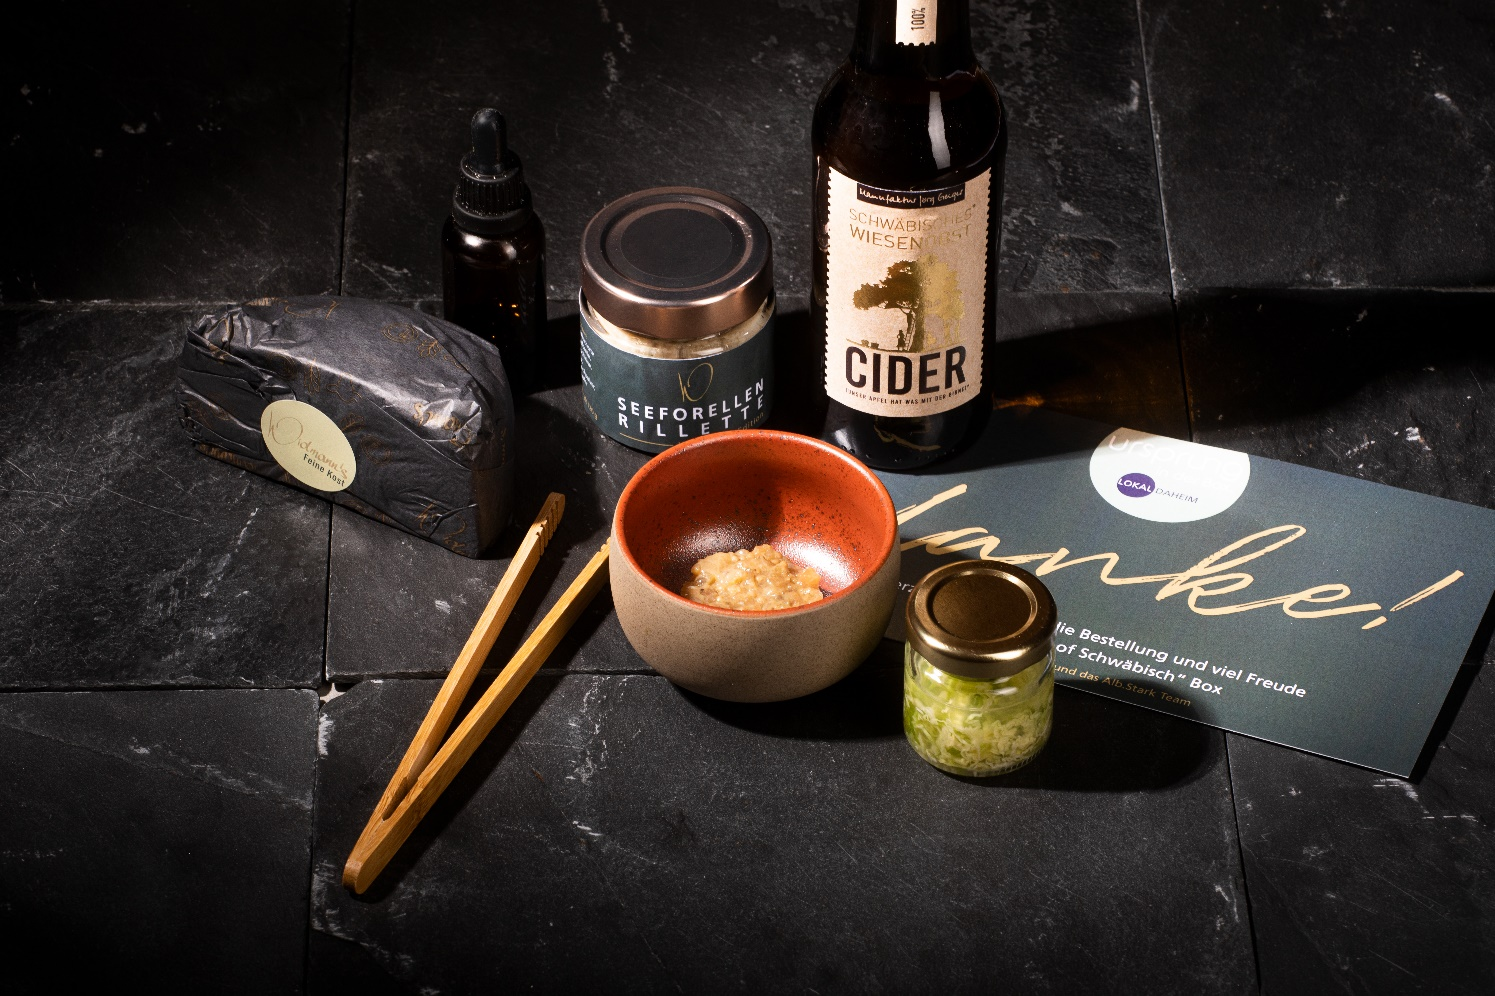 100%
Manufaktur Jörg Geiger
SCHWÄBISCHES
WIESENOBST
CIDER
SEEFORELLEN
RILLETTE
Widmann's
Feine Kost
LOKAL DAHEIM
Danke!
die Bestellung und viel Freude
of Schwäbisch“ Box
und das Alb.Stark Team